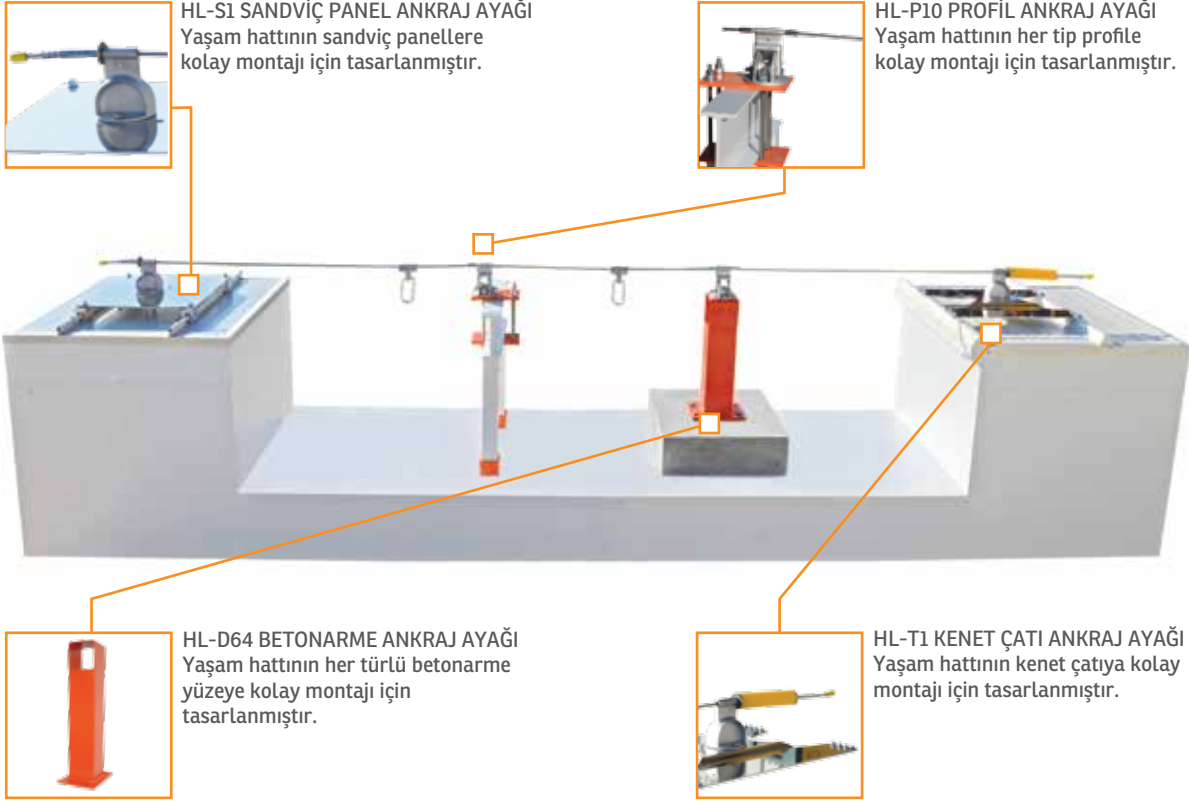 HL-S1 SANDVİÇ PANEL ANKRAJ AYAĞI
Yaşam hattının sandviç panellere
kolay montajı için tasarlanmıştır.
HL-P10 PROFİL ANKRAJ AYAĞI
Yaşam hattının her tip profile
kolay montajı için tasarlanmıştır.
HL-D64 BETONARME ANKRAJ AYAĞI
Yaşam hattının her türlü betonarme
yüzeye kolay montajı için
tasarlanmıştır.
HL-T1 KENET ÇATI ANKRAJ AYAĞI
Yaşam hattının kenet çatıya kolay
montajı için tasarlanmıştır.